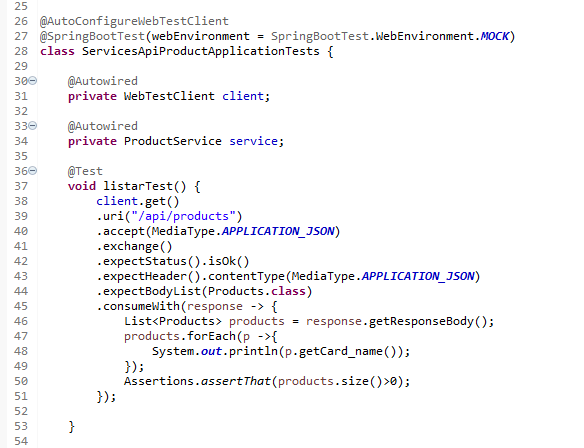 25
26 @AutoConfigureWebTestClient
27 @SpringBootTest(webEnvironment = SpringBootTest.WebEnvironment.MOCK)
28 class ServicesApiProductApplicationTests {
29
30 @Autowired
31 private WebTestClient client;
32
33 @Autowired
34 private ProductService service;
35
36 @Test
37 void listarTest() {
38 client.get()
39 .uri("/api/products")
40 .accept(MediaType.APPLICATION_JSON)
41 .exchange()
42 .expectStatus().isOk()
43 .expectHeader().contentType(MediaType.APPLICATION_JSON)
44 .expectBodyList(Products.class)
45 .consumeWith(response -> {
46 List<Products> products = response.getResponseBody();
47 products.forEach(p ->{
48 System.out.println(p.getCard_name());
49 });
50 Assertions.assertThat(products.size()>0);
51 });
52
53 }
54